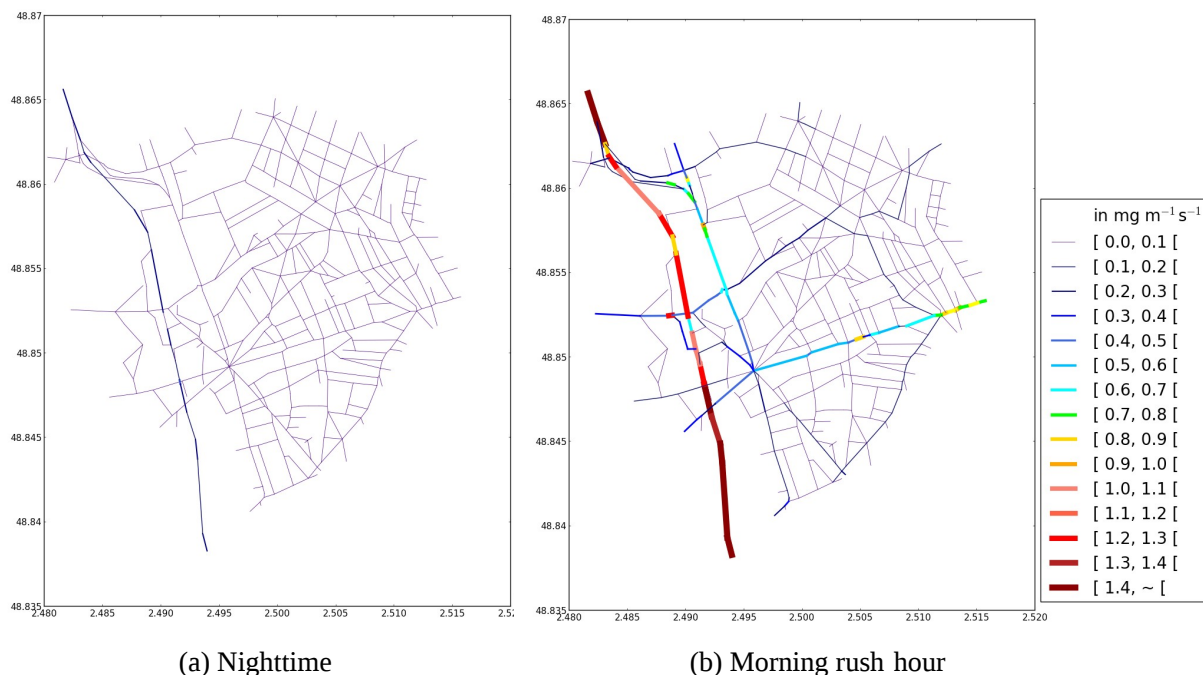 48.87
48.865
48.86
48.855
48.85
48.845
48.84
48.835
2.480 2.485 2.490 2.495 2.500 2.505 2.510 2.515 2.52
(a) Nighttime
48.87
48.865
48.86
48.855
48.85
48.845
48.84
48.835
2.480 2.485 2.490 2.495 2.500 2.505 2.510 2.515 2.520
(b) Morning rush hour
in mg m⁻¹ s⁻¹
[ 0.0, 0.1 [
[ 0.1, 0.2 [
[ 0.2, 0.3 [
[ 0.3, 0.4 [
[ 0.4, 0.5 [
[ 0.5, 0.6 [
[ 0.6, 0.7 [
[ 0.7, 0.8 [
[ 0.8, 0.9 [
[ 0.9, 1.0 [
[ 1.0, 1.1 [
[ 1.1, 1.2 [
[ 1.2, 1.3 [
[ 1.3, 1.4 [
[ 1.4, ~ [